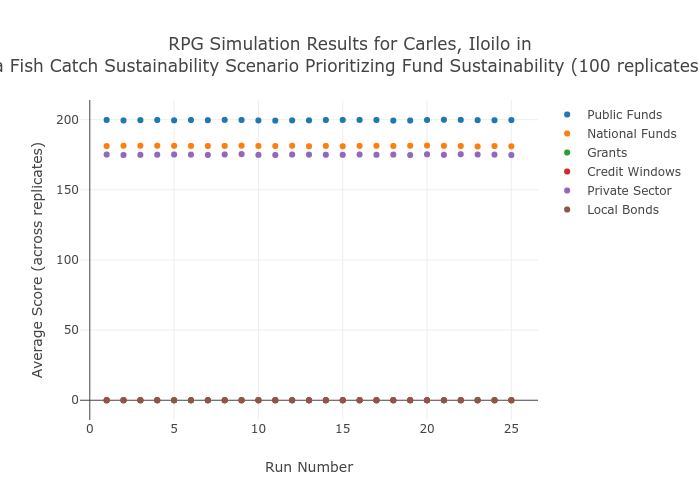 RPG Simulation Results for Carles, Iloilo in
a Fish Catch Sustainability Scenario Prioritizing Fund Sustainability (100 replicates
200
150
100
50
0
Average Score (across replicates)
0 5 10 15 20 25
Run Number
Public Funds
National Funds
Grants
Credit Windows
Private Sector
Local Bonds